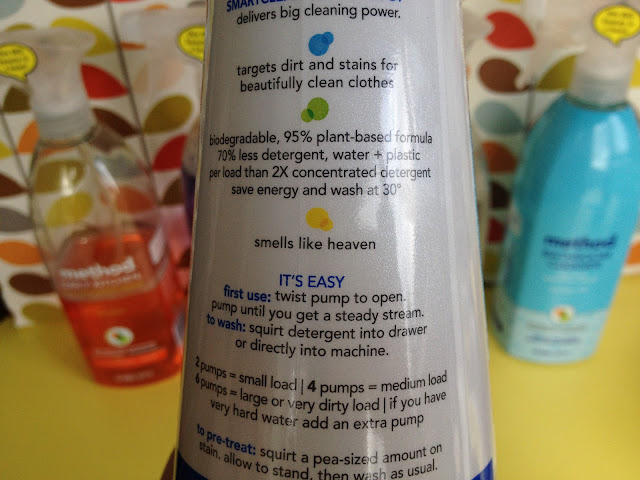 delivers big cleaning power.
targets dirt and stains for
beautifully clean clothes
biodegradable, 95% plant-based formula
70% less detergent, water + plastic
per load than 2X concentrated detergent
save energy and wash at 30°
smells like heaven
IT'S EASY
first use: twist pump to open.
pump until you get a steady stream.
to wash: squirt detergent into drawer
or directly into machine.
2 pumps = small load | 4 pumps = medium load
6 pumps = large or very dirty load | if you have
very hard water add an extra pump
to pre-treat: squirt a pea-sized amount on
stain. allow to stand, then wash as usual.
method
method